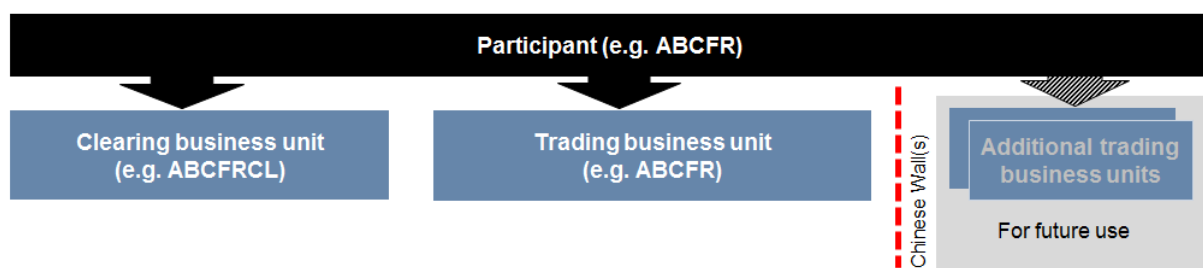 Participant (e.g. ABCFR)
Clearing business unit
(e.g. ABCFRCL)
Trading business unit
(e.g. ABCFR)
Chinese Wall(s)
Additional trading
business units
For future use